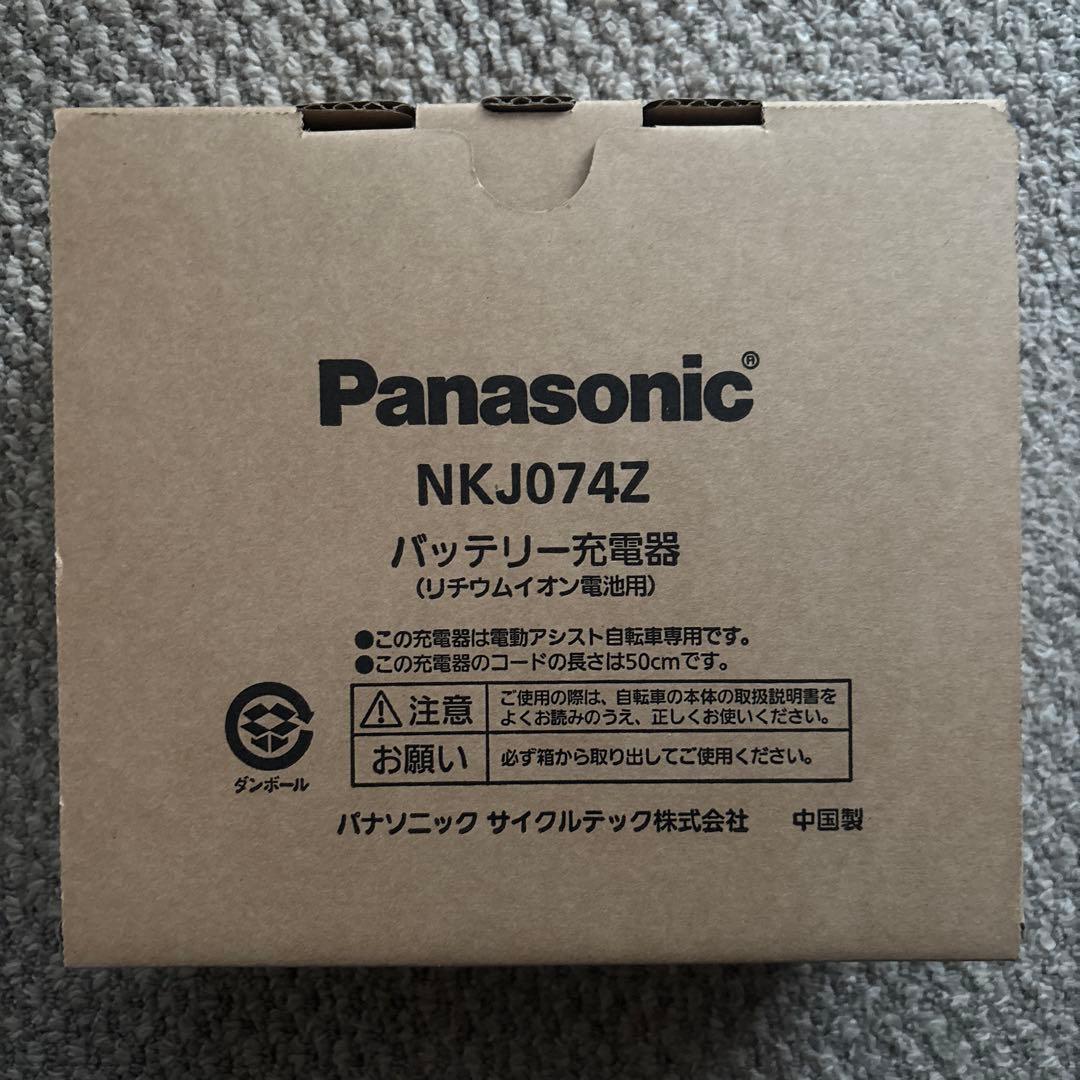 Panasonic®
NKJ074Z
バッテリー充電器
(リチウムイオン電池用)
●この充電器は電動アシスト自転車専用です。
●この充電器のコードの長さは50cmです。
⚠注意 ご使用の際は、自転車の本体の取扱説明書を
よくお読みのうえ、正しくお使いください。
お願い 必ず箱から取り出してご使用ください。
ダンボール
パナソニック サイクルテック株式会社 中国製